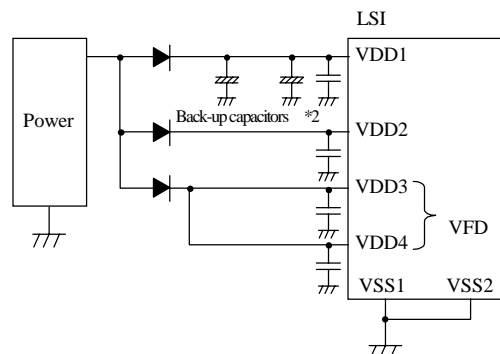 LSI
VDD1
Power
Back-up capacitors *2
VDD2
VDD3
VFD
VDD4
VSS1 VSS2